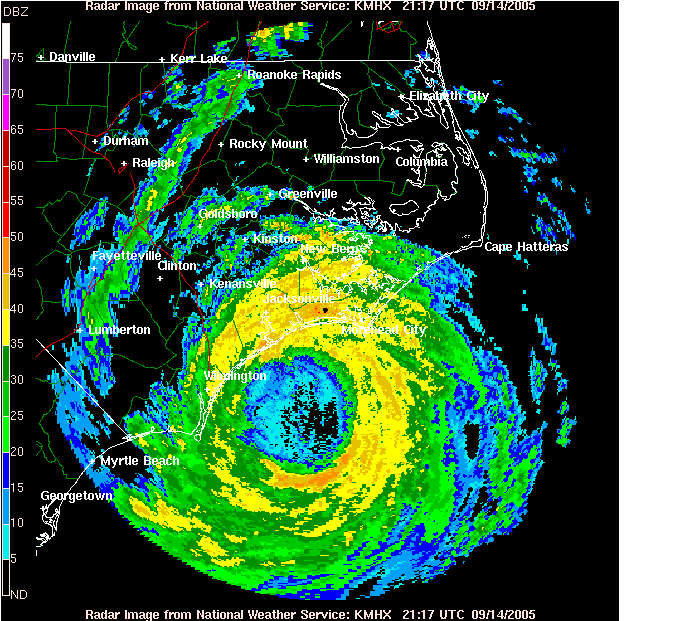 Radar Image from National Weather Service: KMHX 21:17 UTC 09/14/2005
DBZ
Danville
Kerr Lake
75
Roanoke Rapids
70
Elizabeth City
65
Durham
Rocky Mount
60
Raleigh
Williamston
Columbia
55
Greenville
Goldsboro
50
Kinston
New Bern
Cape Hatteras
Fayetteville
Clinton
45
Kenansville
40
Jacksonville
Lumberton
Morehead City
35
30
Wilmington
25
20
Myrtle Beach
15
Georgetown
10
5
ND
Radar Image from National Weather Service: KMHX 21:17 UTC 09/14/2005